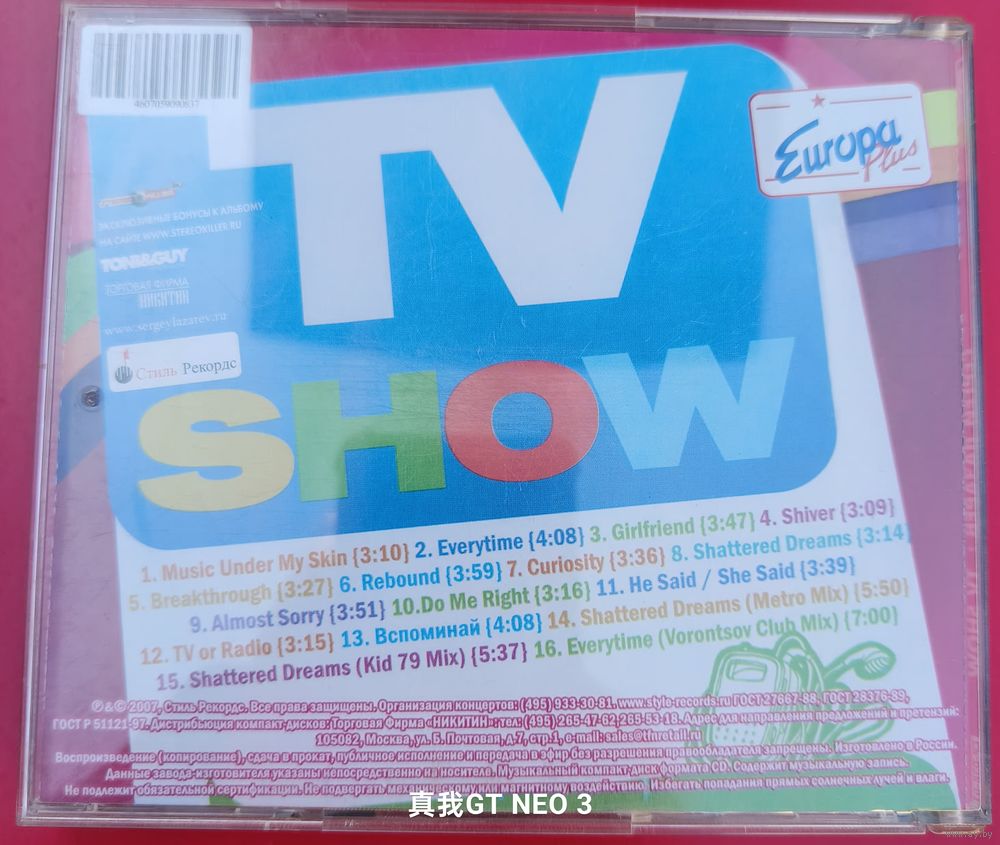 4607059090837
TV
Europa
Plus
ЭКСКЛЮЗИВНЫЕ БОНУСЫ К АЛЬБОМУ
НА САЙТЕ WWW.STEREOKILLER.RU
TONI&GUY
ТОРГОВАЯ ФИРМА
НИКИТИН
www.sergeylazarev.ru
Стиль Рекордс
SHOW
1. Music Under My Skin {3:10} 2. Everytime {4:08} 3. Girlfriend {3:47} 4. Shiver {3:09}
5. Breakthrough {3:27} 6. Rebound {3:59} 7. Curiosity {3:36} 8. Shattered Dreams {3:14}
9. Almost Sorry {3:51} 10.Do Me Right {3:16} 11. He Said / She Said {3:39}
12. TV or Radio {3:15} 13. Вспоминай {4:08} 14. Shattered Dreams (Metro Mix) {5:50}
15. Shattered Dreams (Kid 79 Mix) {5:37} 16. Everytime (Vorontsov Club Mix) {7:00}
℗&© 2007, Стиль Рекордс. Все права защищены. Организация концертов: (495) 933-30-81. www.style-records.ru ГОСТ 27667-88, ГОСТ 28376-89,
ГОСТ Р 51121-97. Дистрибьюция компакт-дисков: Торговая Фирма «НИКИТИН»: тел: (495) 265-47-62, 265-53-18. Адрес для направления предложений и претензий:
105082, Москва, ул. Б. Почтовая, д.7, стр.1, e-mail: sales@thvetail.ru
Воспроизведение (копирование), сдача в прокат, публичное исполнение и передача в эфир без разрешения правообладателя запрещены. Изготовлено в России.
Данные завода-изготовителя указаны непосредственно на носителе. Музыкальный компакт-диск формата CD. Содержит музыкальную запись.
Не подлежит обязательной сертификации. Не подвергать механическому или магнитному воздействию. Избегать попадания прямых солнечных лучей и влаги.
真我GT NEO 3
www.ay.by